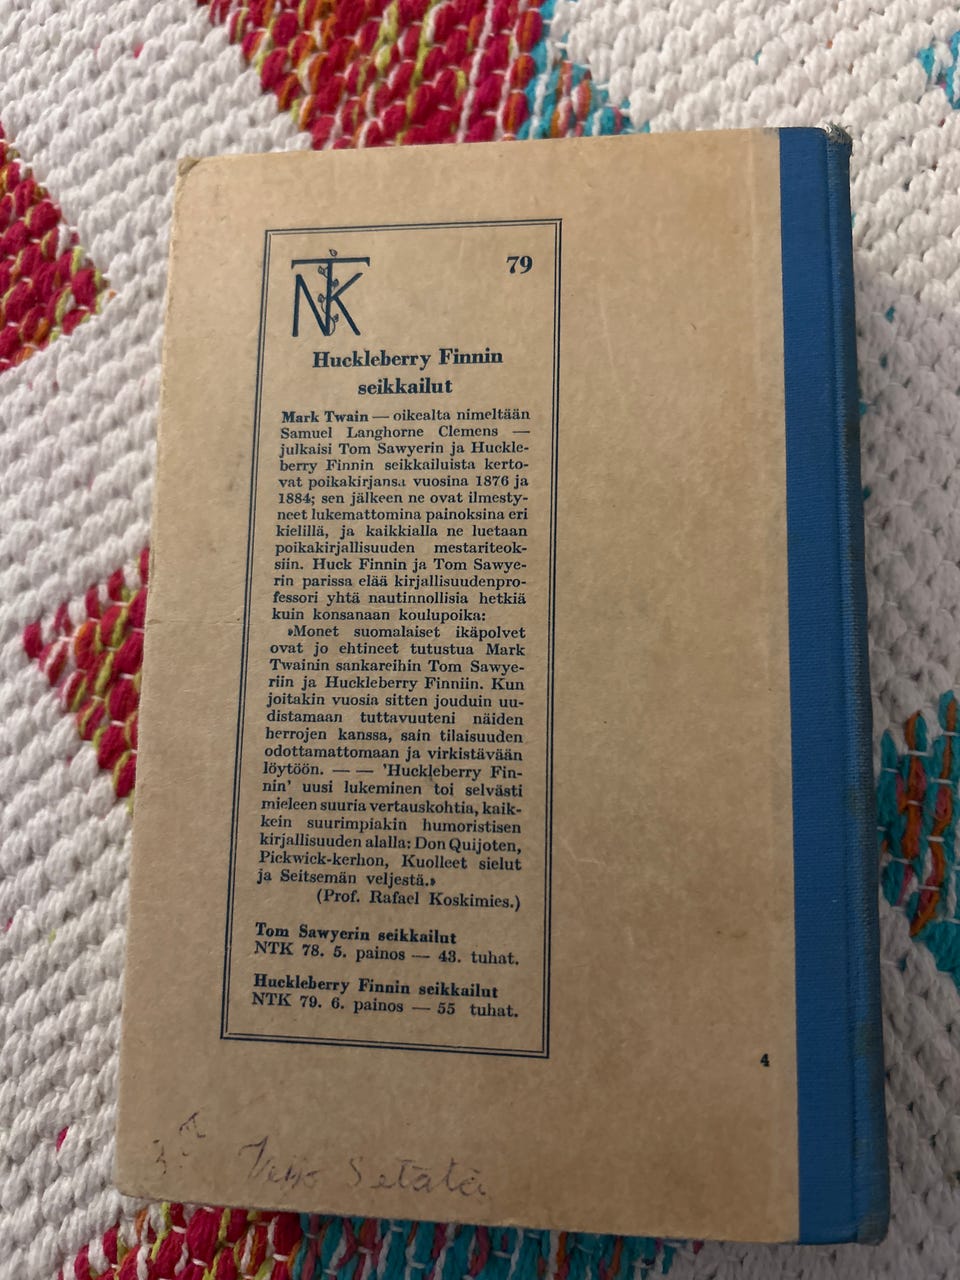 NTK
79
Huckleberry Finnin
seikkailut
Mark Twain — oikealta nimeltään
Samuel Langhorne Clemens —
julkaisi Tom Sawyerin ja Huckle-
berry Finnin seikkailuista kerto-
vat poikakirjansa vuosina 1876 ja
1884; sen jälkeen ne ovat ilmesty-
neet lukemattomina painoksina eri
kielillä, ja kaikkialla ne luetaan
poikakirjallisuuden mestariteok-
siin. Huck Finnin ja Tom Sawye-
rin parissa elää kirjallisuudenpro-
fessori yhtä nautinnollisia hetkiä
kuin konsanaan koulupoika:
»Monet suomalaiset ikäpolvet
ovat jo ehtineet tutustua Mark
Twainin sankareihin Tom Sawye-
riin ja Huckleberry Finniin. Kun
joitakin vuosia sitten jouduin uu-
distamaan tuttavuuteni näiden
herrojen kanssa, sain tilaisuuden
odottamattomaan ja virkistävään
löytöön. — — 'Huckleberry Fin-
nin' uusi lukeminen toi selvästi
mieleen suuria vertauskohtia, kaik-
kein suurimpiakin humoristisen
kirjallisuuden alalla: Don Quijoten,
Pickwick-kerhon, Kuolleet sielut
ja Seitsemän veljestä.»
(Prof. Rafael Koskimies.)
Tom Sawyerin seikkailut
NTK 78. 5. painos — 43. tuhat.
Huckleberry Finnin seikkailut
NTK 79. 6. painos — 55 tuhat.
4
Setätä